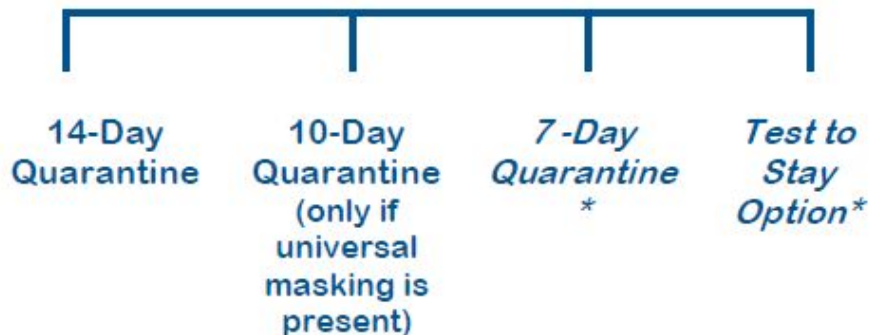 14-Day
Quarantine
10-Day
Quarantine
(only if
universal
masking is
present)
7 -Day
Quarantine
*
Test to
Stay
Option*